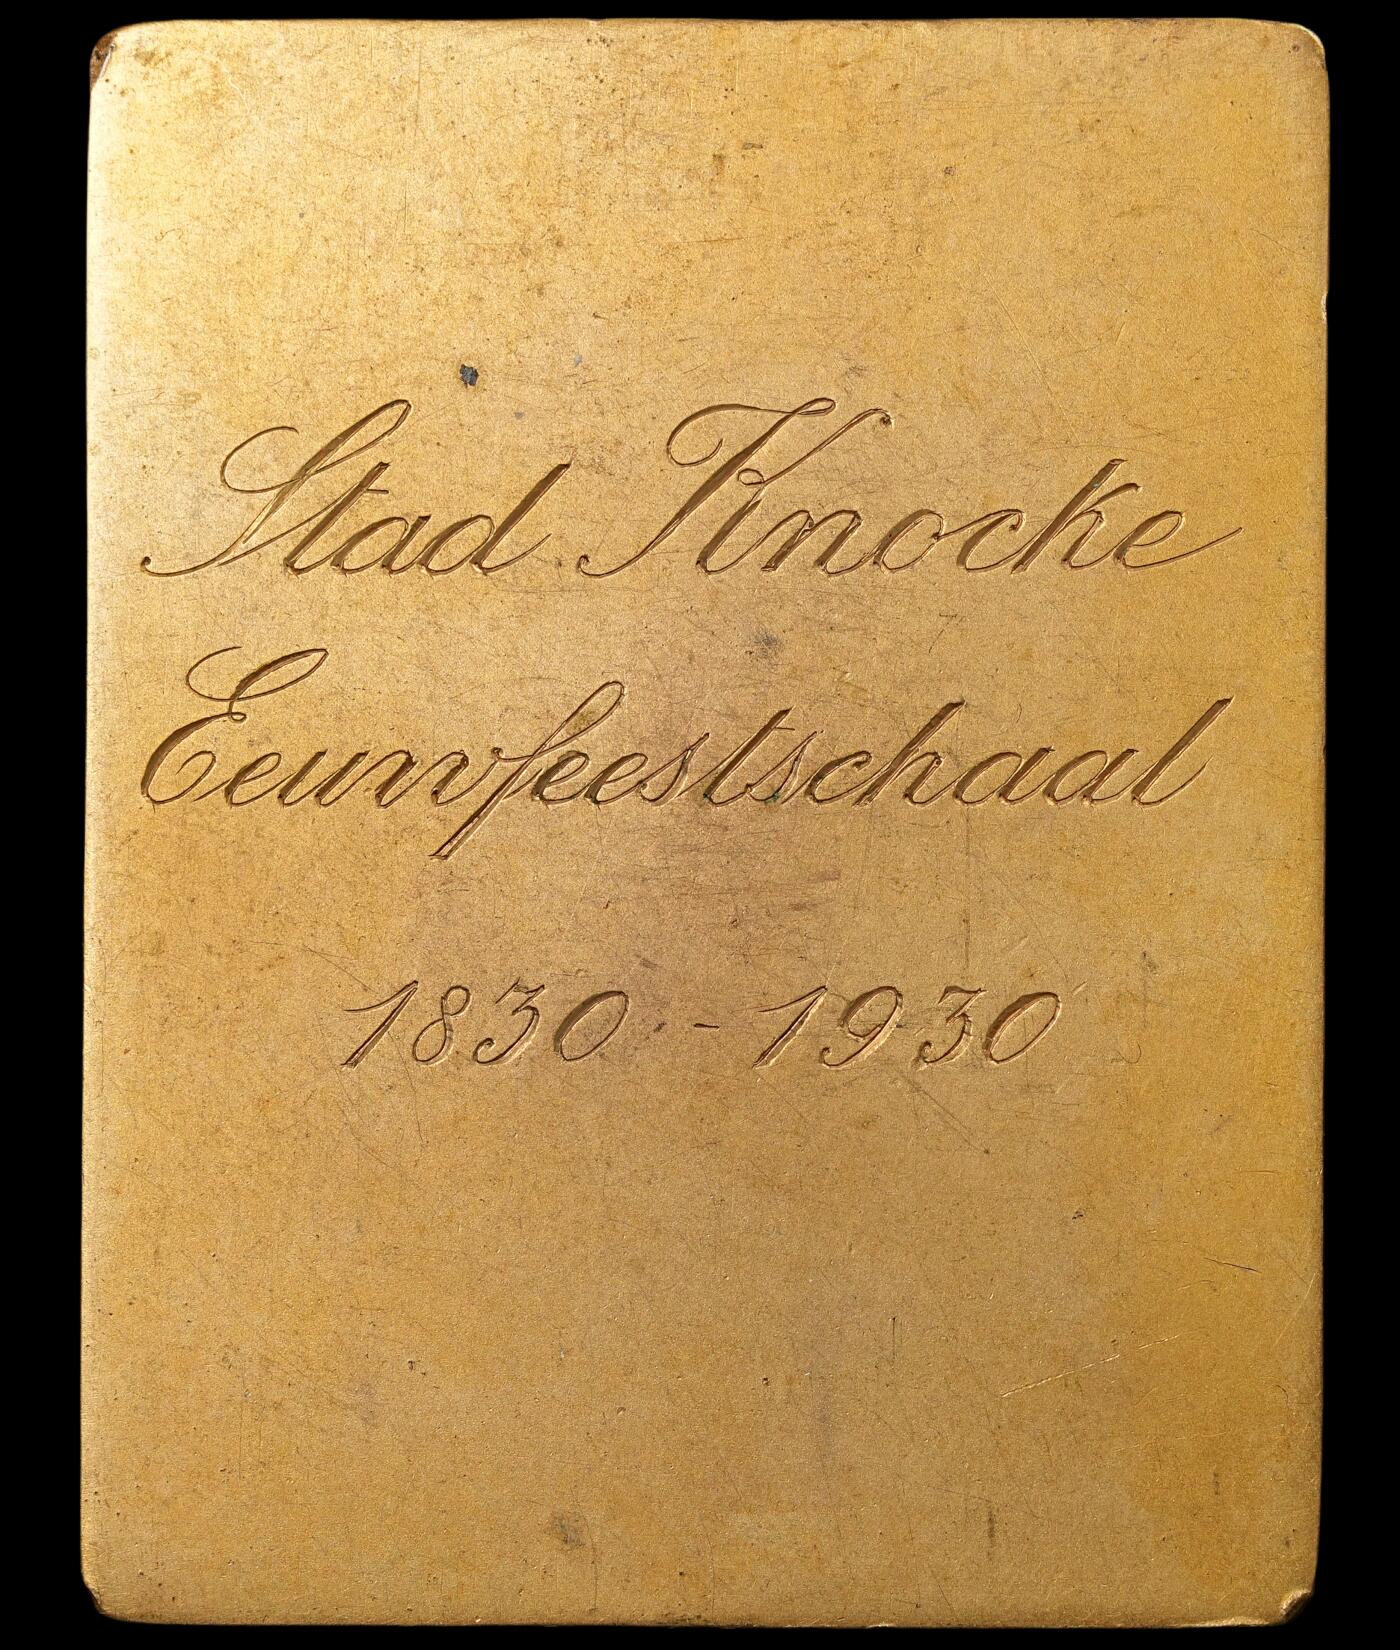 Stad Knocke
Eeuwfeestschaal
1830 - 1930